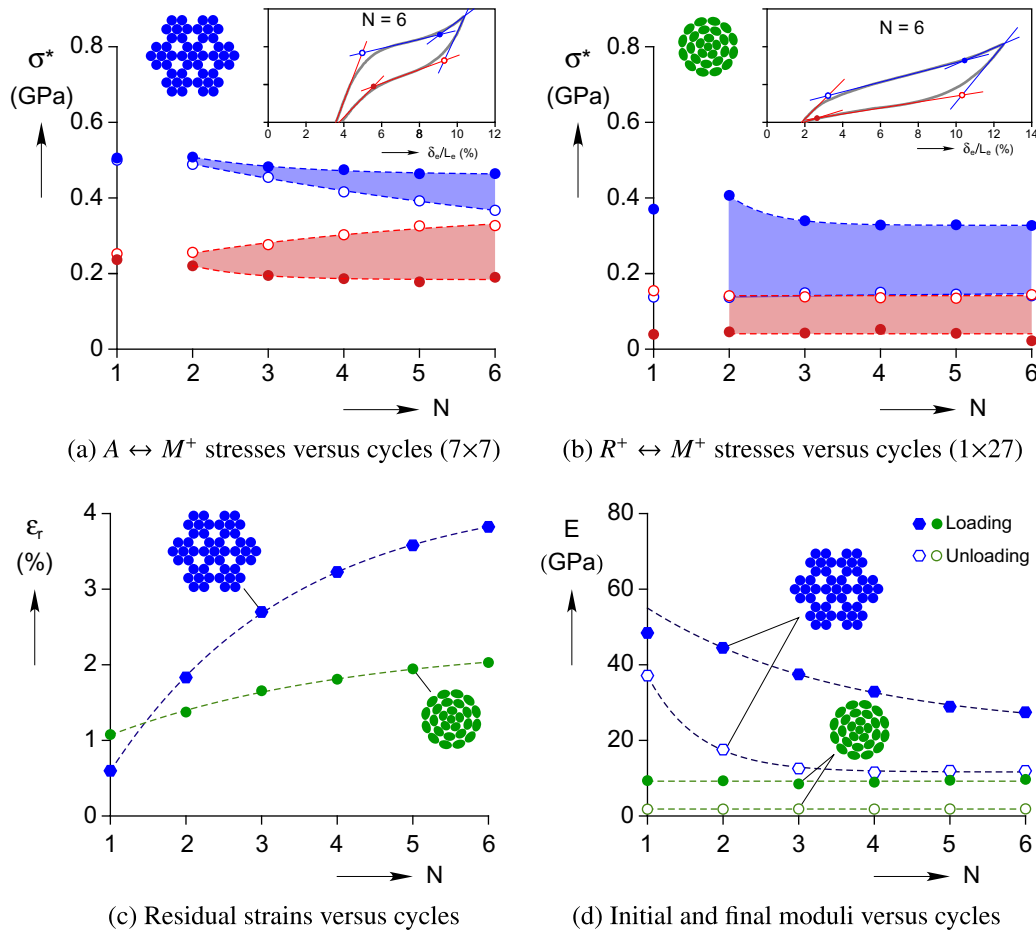 σ*
(GPa)
0.8
0.6
0.4
0.2
0
1 2 3 4 5 6
N
N = 6
0 2 4 6 8 10 12
δe/Le (%)
(a) A ↔ M⁺ stresses versus cycles (7×7)
σ*
(GPa)
0.8
0.6
0.4
0.2
0
1 2 3 4 5 6
N
N = 6
0 2 4 6 8 10 12 14
δe/Le (%)
(b) R⁺ ↔ M⁺ stresses versus cycles (1×27)
εr
(%)
4
3
2
1
0
1 2 3 4 5 6
N
(c) Residual strains versus cycles
E
(GPa)
80
60
40
20
0
1 2 3 4 5 6
N
Loading
Unloading
(d) Initial and final moduli versus cycles